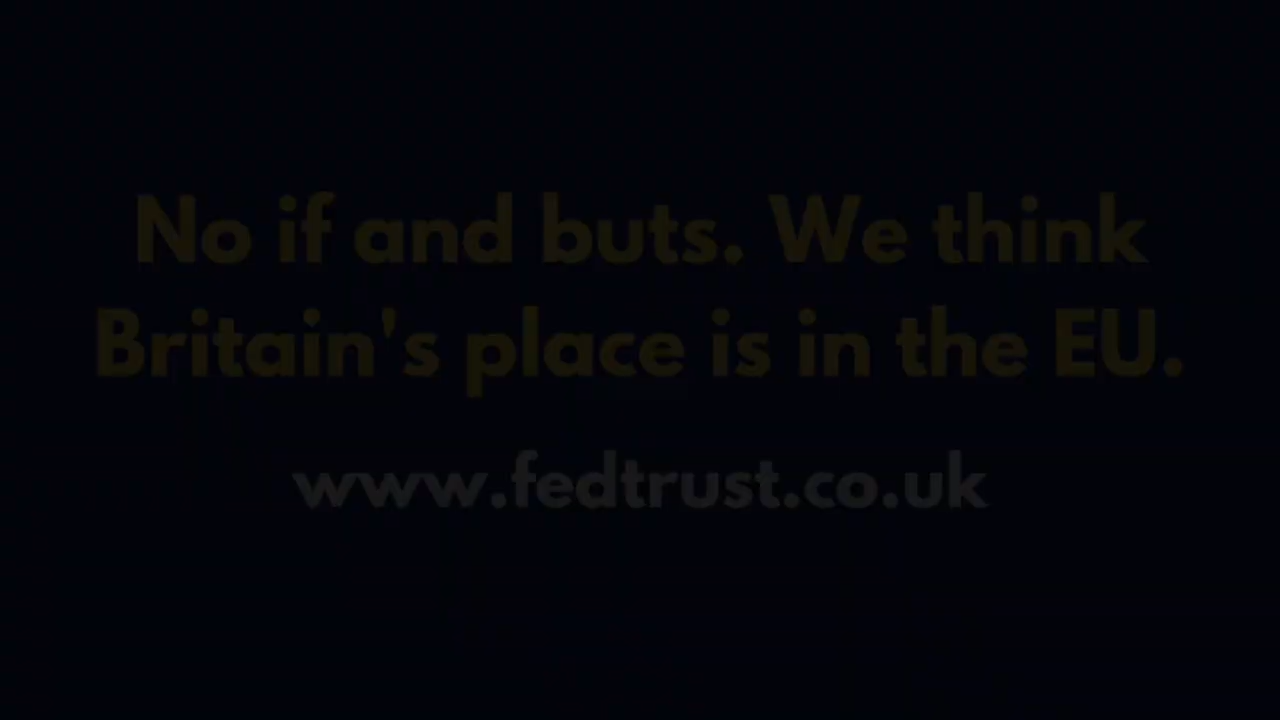 No if and buts. We think
Britain's place is in the EU.
www.fedtrust.co.uk